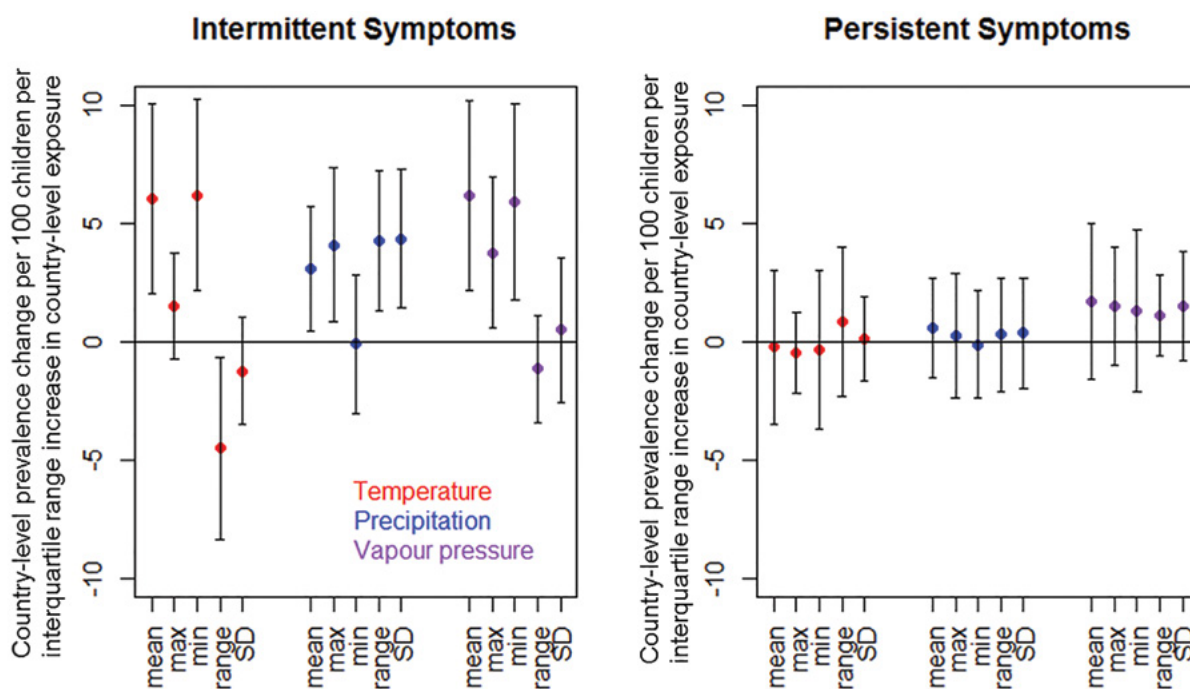 Intermittent Symptoms
Country-level prevalence change per 100 children per
interquartile range increase in country-level exposure
10
5
0
-5
-10
Temperature
Precipitation
Vapour pressure
mean
max
min
range
SD
mean
max
min
range
SD
mean
max
min
range
SD
Persistent Symptoms
Country-level prevalence change per 100 children per
interquartile range increase in country-level exposure
10
5
0
-5
-10
mean
max
min
range
SD
mean
max
min
range
SD
mean
max
min
range
SD